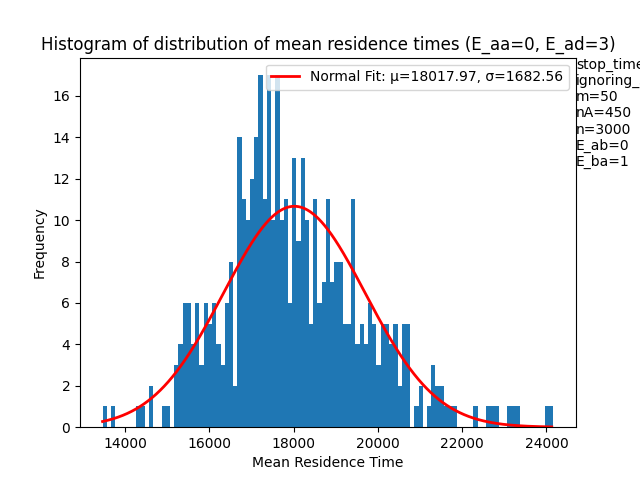 Histogram of distribution of mean residence times (E_aa=0, E_ad=3)
Normal Fit: μ=18017.97, σ=1682.56
stop_time
ignoring_
m=50
nA=450
n=3000
E_ab=0
E_ba=1
Frequency
16
14
12
10
8
6
4
2
0
14000 16000 18000 20000 22000 24000
Mean Residence Time